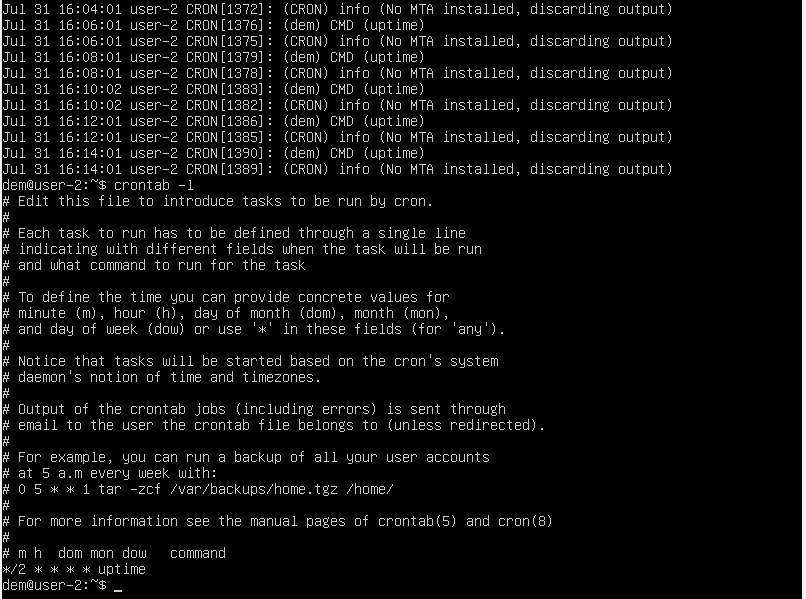 Jul 31 16:04:01 user-2 CRON[1372]: (CRON) info (No MTA installed, discarding output)
Jul 31 16:06:01 user-2 CRON[1376]: (dem) CMD (uptime)
Jul 31 16:06:01 user-2 CRON[1375]: (CRON) info (No MTA installed, discarding output)
Jul 31 16:08:01 user-2 CRON[1379]: (dem) CMD (uptime)
Jul 31 16:08:01 user-2 CRON[1378]: (CRON) info (No MTA installed, discarding output)
Jul 31 16:10:02 user-2 CRON[1383]: (dem) CMD (uptime)
Jul 31 16:10:02 user-2 CRON[1382]: (CRON) info (No MTA installed, discarding output)
Jul 31 16:12:01 user-2 CRON[1386]: (dem) CMD (uptime)
Jul 31 16:12:01 user-2 CRON[1385]: (CRON) info (No MTA installed, discarding output)
Jul 31 16:14:01 user-2 CRON[1390]: (dem) CMD (uptime)
Jul 31 16:14:01 user-2 CRON[1389]: (CRON) info (No MTA installed, discarding output)
dem@user-2:~$ crontab -l
# Edit this file to introduce tasks to be run by cron.
#
# Each task to run has to be defined through a single line
# indicating with different fields when the task will be run
# and what command to run for the task
#
# To define the time you can provide concrete values for
# minute (m), hour (h), day of month (dom), month (mon),
# and day of week (dow) or use '*' in these fields (for 'any').
#
# Notice that tasks will be started based on the cron's system
# daemon's notion of time and timezones.
#
# Output of the crontab jobs (including errors) is sent through
# email to the user the crontab file belongs to (unless redirected).
#
# For example, you can run a backup of all your user accounts
# at 5 a.m every week with:
# 0 5 * * 1 tar -zcf /var/backups/home.tgz /home/
#
# For more information see the manual pages of crontab(5) and cron(8)
#
# m h  dom mon dow   command
*/2 * * * * uptime
dem@user-2:~$ _